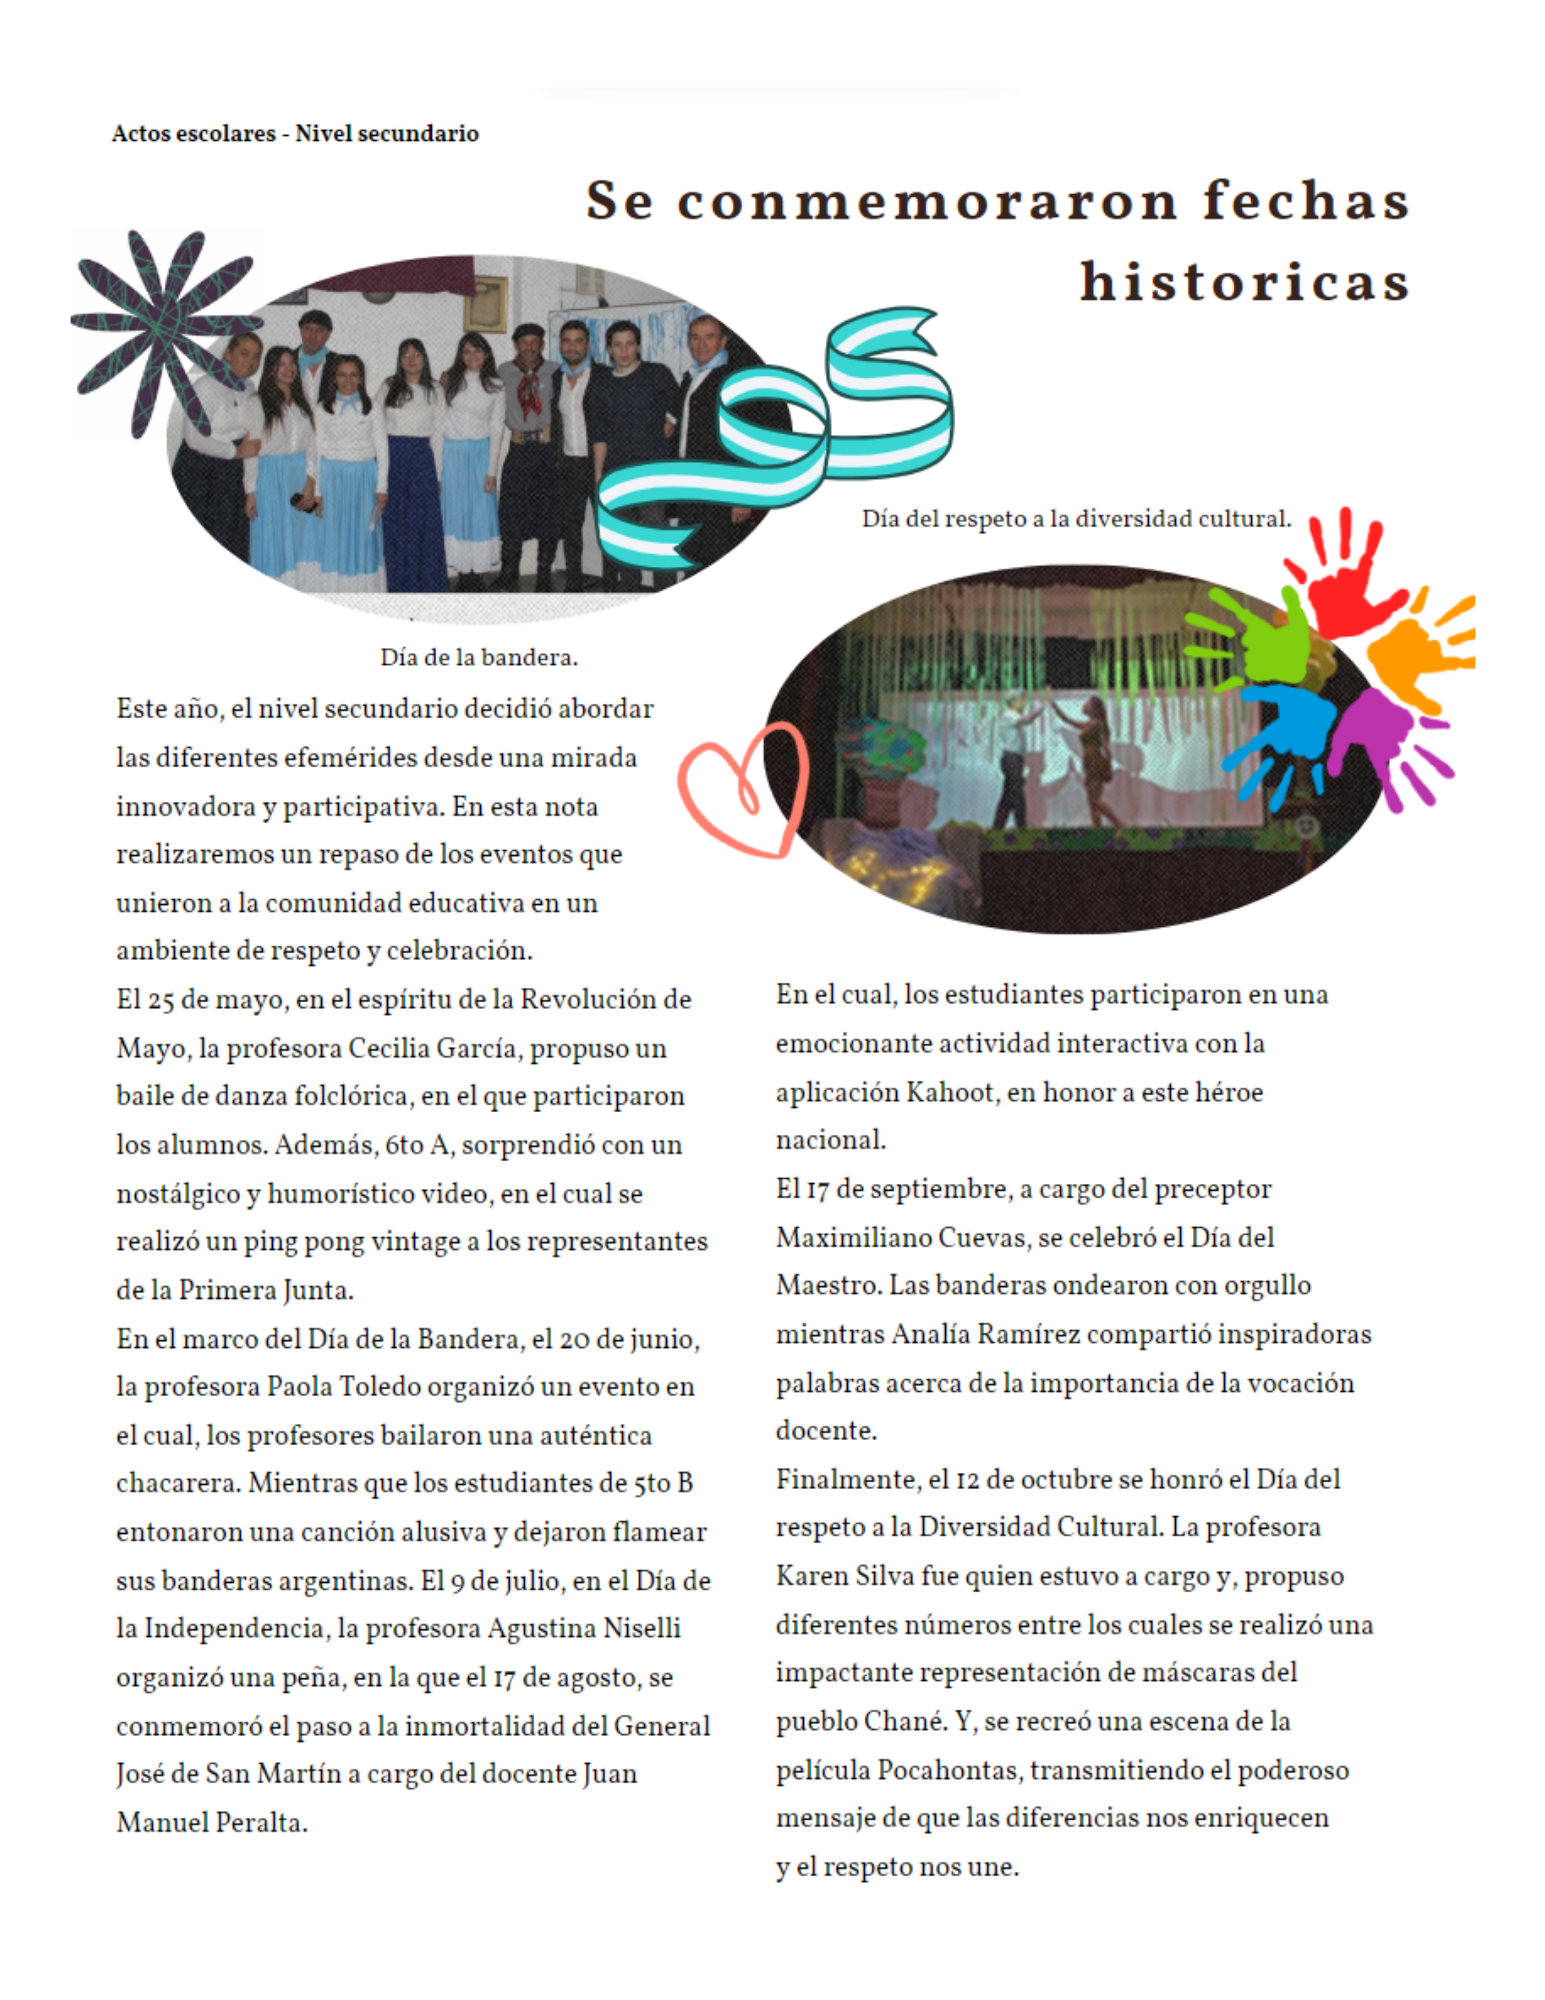 Actos escolares - Nivel secundario
Se conmemoraron fechas
historicas
Día del respeto a la diversidad cultural.
Día de la bandera.
Este año, el nivel secundario decidió abordar
las diferentes efemérides desde una mirada
innovadora y participativa. En esta nota
realizaremos un repaso de los eventos que
unieron a la comunidad educativa en un
ambiente de respeto y celebración.
El 25 de mayo, en el espíritu de la Revolución de
Mayo, la profesora Cecilia García, propuso un
baile de danza folclórica, en el que participaron
los alumnos. Además, 6to A, sorprendió con un
nostálgico y humorístico video, en el cual se
realizó un ping pong vintage a los representantes
de la Primera Junta.
En el marco del Día de la Bandera, el 20 de junio,
la profesora Paola Toledo organizó un evento en
el cual, los profesores bailaron una auténtica
chacarera. Mientras que los estudiantes de 5to B
entonaron una canción alusiva y dejaron flamear
sus banderas argentinas. El 9 de julio, en el Día de
la Independencia, la profesora Agustina Niselli
organizó una peña, en la que el 17 de agosto, se
conmemoró el paso a la inmortalidad del General
José de San Martín a cargo del docente Juan
Manuel Peralta.
En el cual, los estudiantes participaron en una
emocionante actividad interactiva con la
aplicación Kahoot, en honor a este héroe
nacional.
El 17 de septiembre, a cargo del preceptor
Maximiliano Cuevas, se celebró el Día del
Maestro. Las banderas ondearon con orgullo
mientras Analía Ramírez compartió inspiradoras
palabras acerca de la importancia de la vocación
docente.
Finalmente, el 12 de octubre se honró el Día del
respeto a la Diversidad Cultural. La profesora
Karen Silva fue quien estuvo a cargo y, propuso
diferentes números entre los cuales se realizó una
impactante representación de máscaras del
pueblo Chané. Y, se recreó una escena de la
película Pocahontas, transmitiendo el poderoso
mensaje de que las diferencias nos enriquecen
y el respeto nos une.